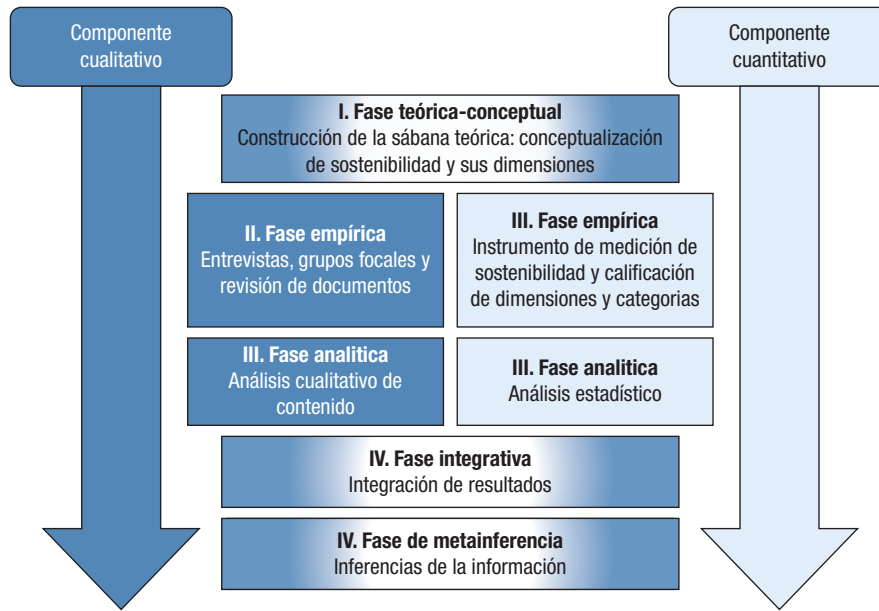 Componente
cualitativo
Componente
cuantitativo
I. Fase teórica-conceptual
Construcción de la sábana teórica: conceptualización
de sostenibilidad y sus dimensiones
II. Fase empírica
Entrevistas, grupos focales y
revisión de documentos
III. Fase empírica
Instrumento de medición de
sostenibilidad y calificación
de dimensiones y categorias
III. Fase analitica
Análisis cualitativo de
contenido
III. Fase analitica
Análisis estadístico
IV. Fase integrativa
Integración de resultados
IV. Fase de metainferencia
Inferencias de la información